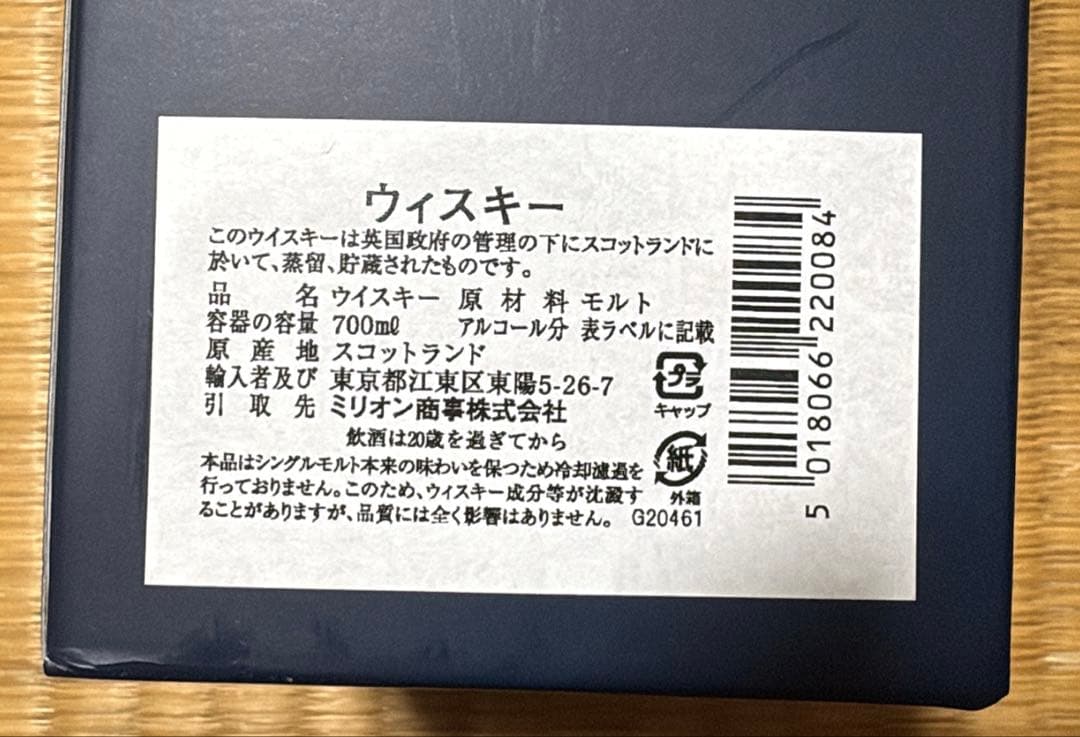 ウィスキー
このウイスキーは英国政府の管理の下にスコットランドに
於いて、蒸留、貯蔵されたものです。
品名 ウイスキー 原材料 モルト
容器の容量 700mℓ アルコール分 表ラベルに記載
原産地 スコットランド
輸入者及び 東京都江東区東陽5-26-7
引取先 ミリオン商事株式会社
プラ
キャップ
飲酒は20歳を過ぎてから
本品はシングルモルト本来の味わいを保つため冷却濾過を
行っておりません。このため、ウィスキー成分等が沈澱す
ることがありますが、品質には全く影響はありません。 G20461
紙
外箱
5 018066 220084